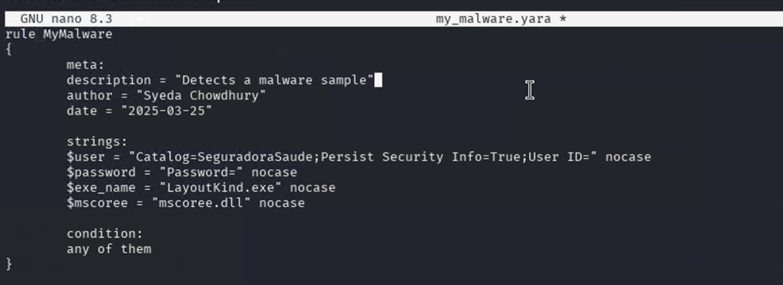 GNU nano 8.3 my_malware.yara *
rule MyMalware
{
meta:
description = "Detects a malware sample"
author = "Syeda Chowdhury"
date = "2025-03-25"
strings:
$user = "Catalog=SeguradoraSaude;Persist Security Info=True;User ID=" nocase
$password = "Password=" nocase
$exe_name = "LayoutKind.exe" nocase
$mscoree = "mscoree.dll" nocase
condition:
any of them
}